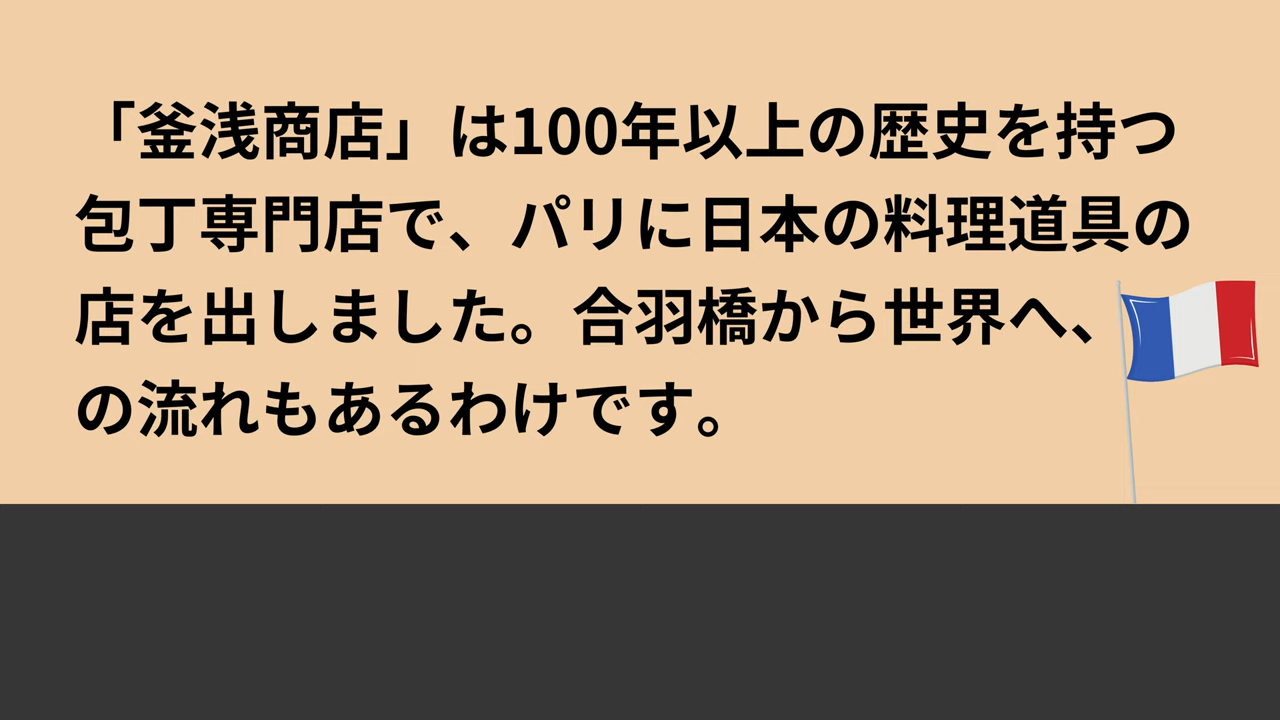 「釜浅商店」は100年以上の歴史を持つ
包丁専門店で、パリに日本の料理道具の
店を出しました。合羽橋から世界へ、
の流れもあるわけです。